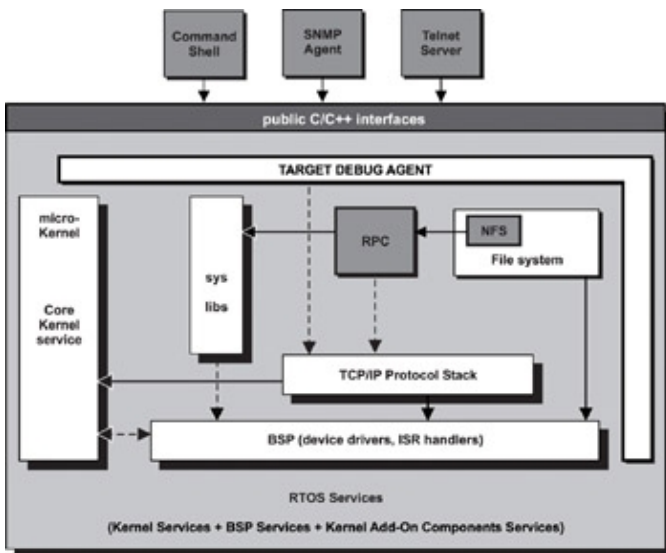 Command
Shell
SNMP
Agent
Telnet
Server
public C/C++ interfaces
TARGET DEBUG AGENT
micro-
Kernel
Core
Kernel
service
sys
libs
RPC
NFS
File system
TCP/IP Protocol Stack
BSP (device drivers, ISR handlers)
RTOS Services
(Kernel Services + BSP Services + Kernel Add-On Components Services)